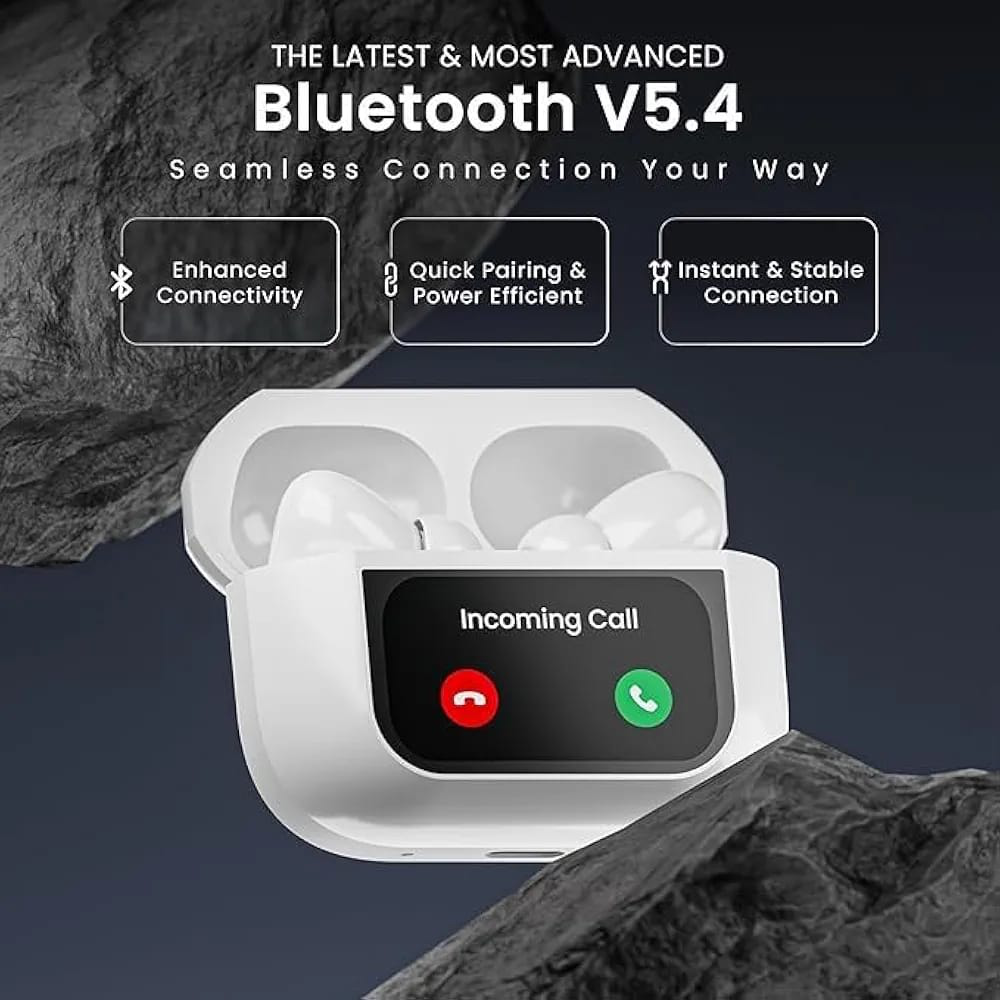 THE LATEST & MOST ADVANCED
Bluetooth V5.4
Seamless Connection Your Way
Enhanced
Connectivity
Quick Pairing &
Power Efficient
Instant & Stable
Connection
Incoming Call